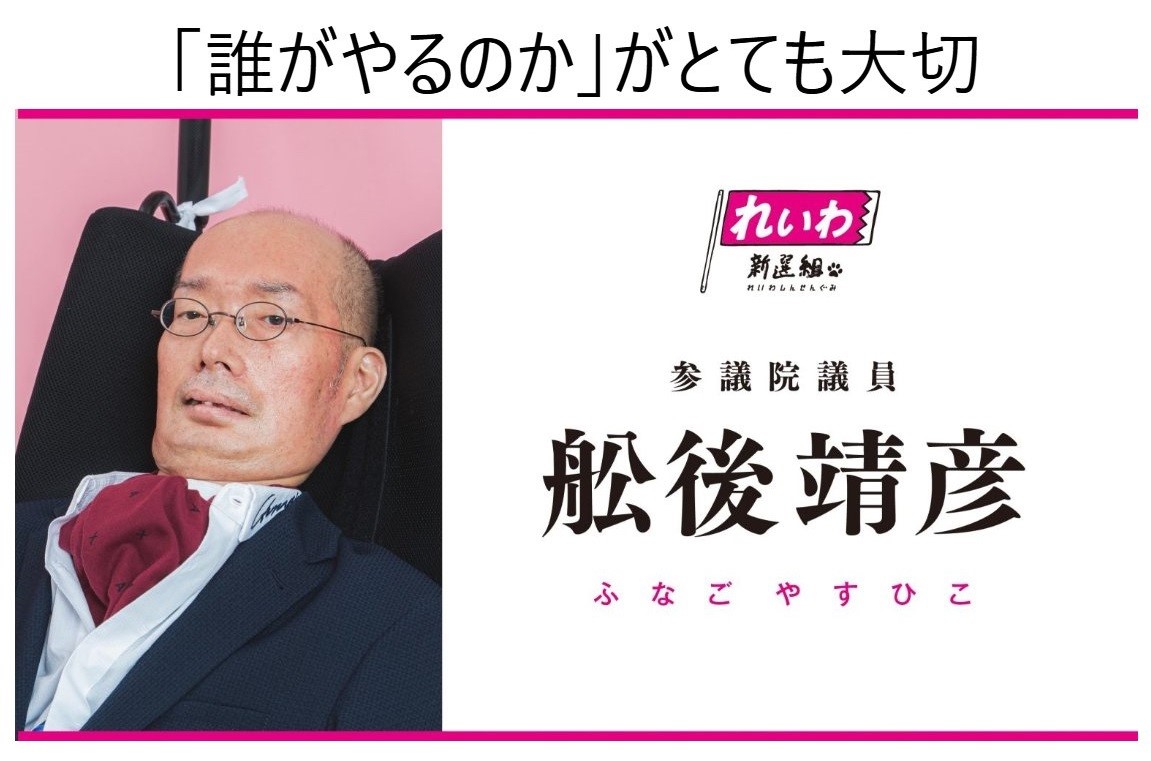 「誰がやるのか」がとても大切
れいわ
新選組
れいわしんせんぐみ
参議院議員
舩後靖彦
ふなご やすひこ